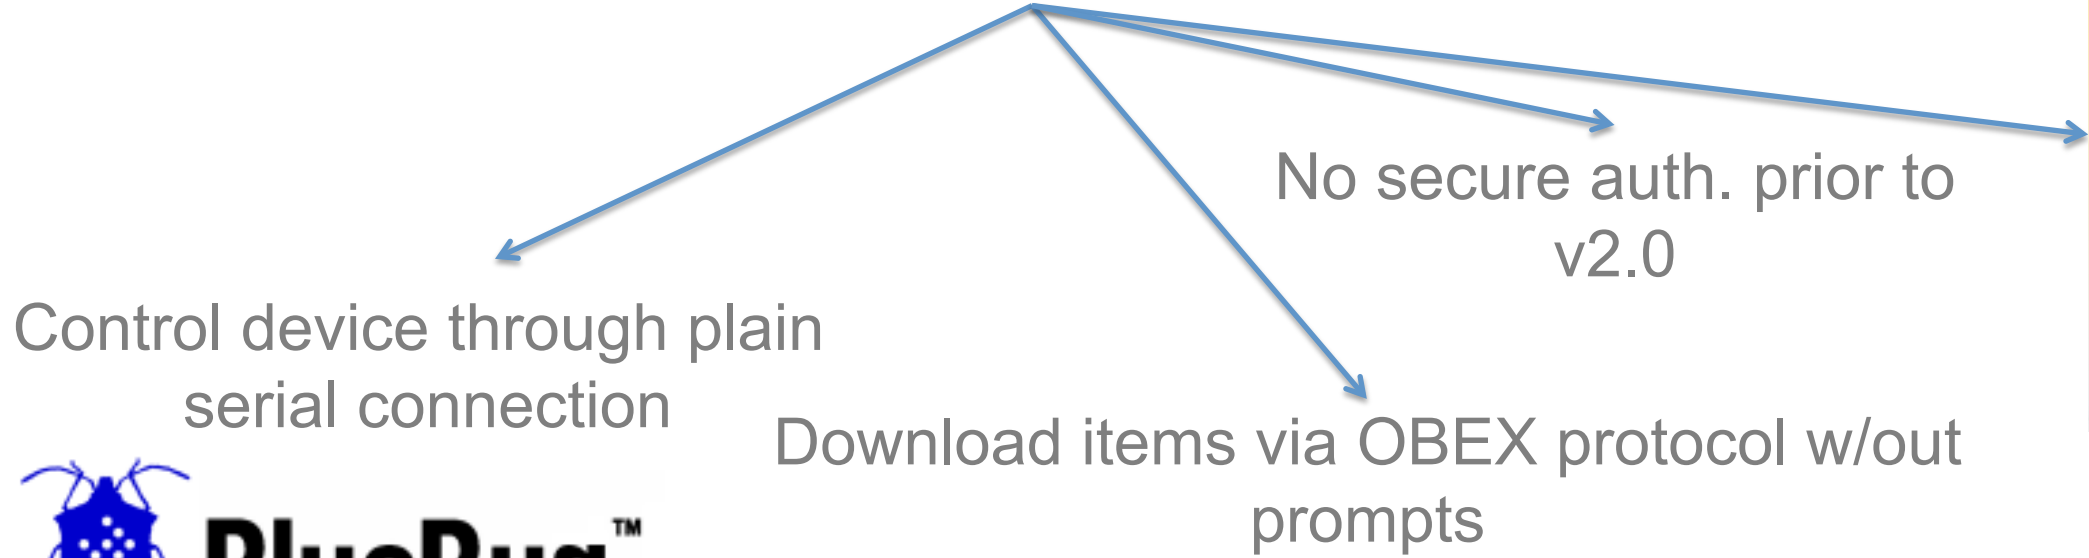 No secure auth. prior to
v2.0
Control device through plain
serial connection
Download items via OBEX protocol w/out
prompts
BlueBug™